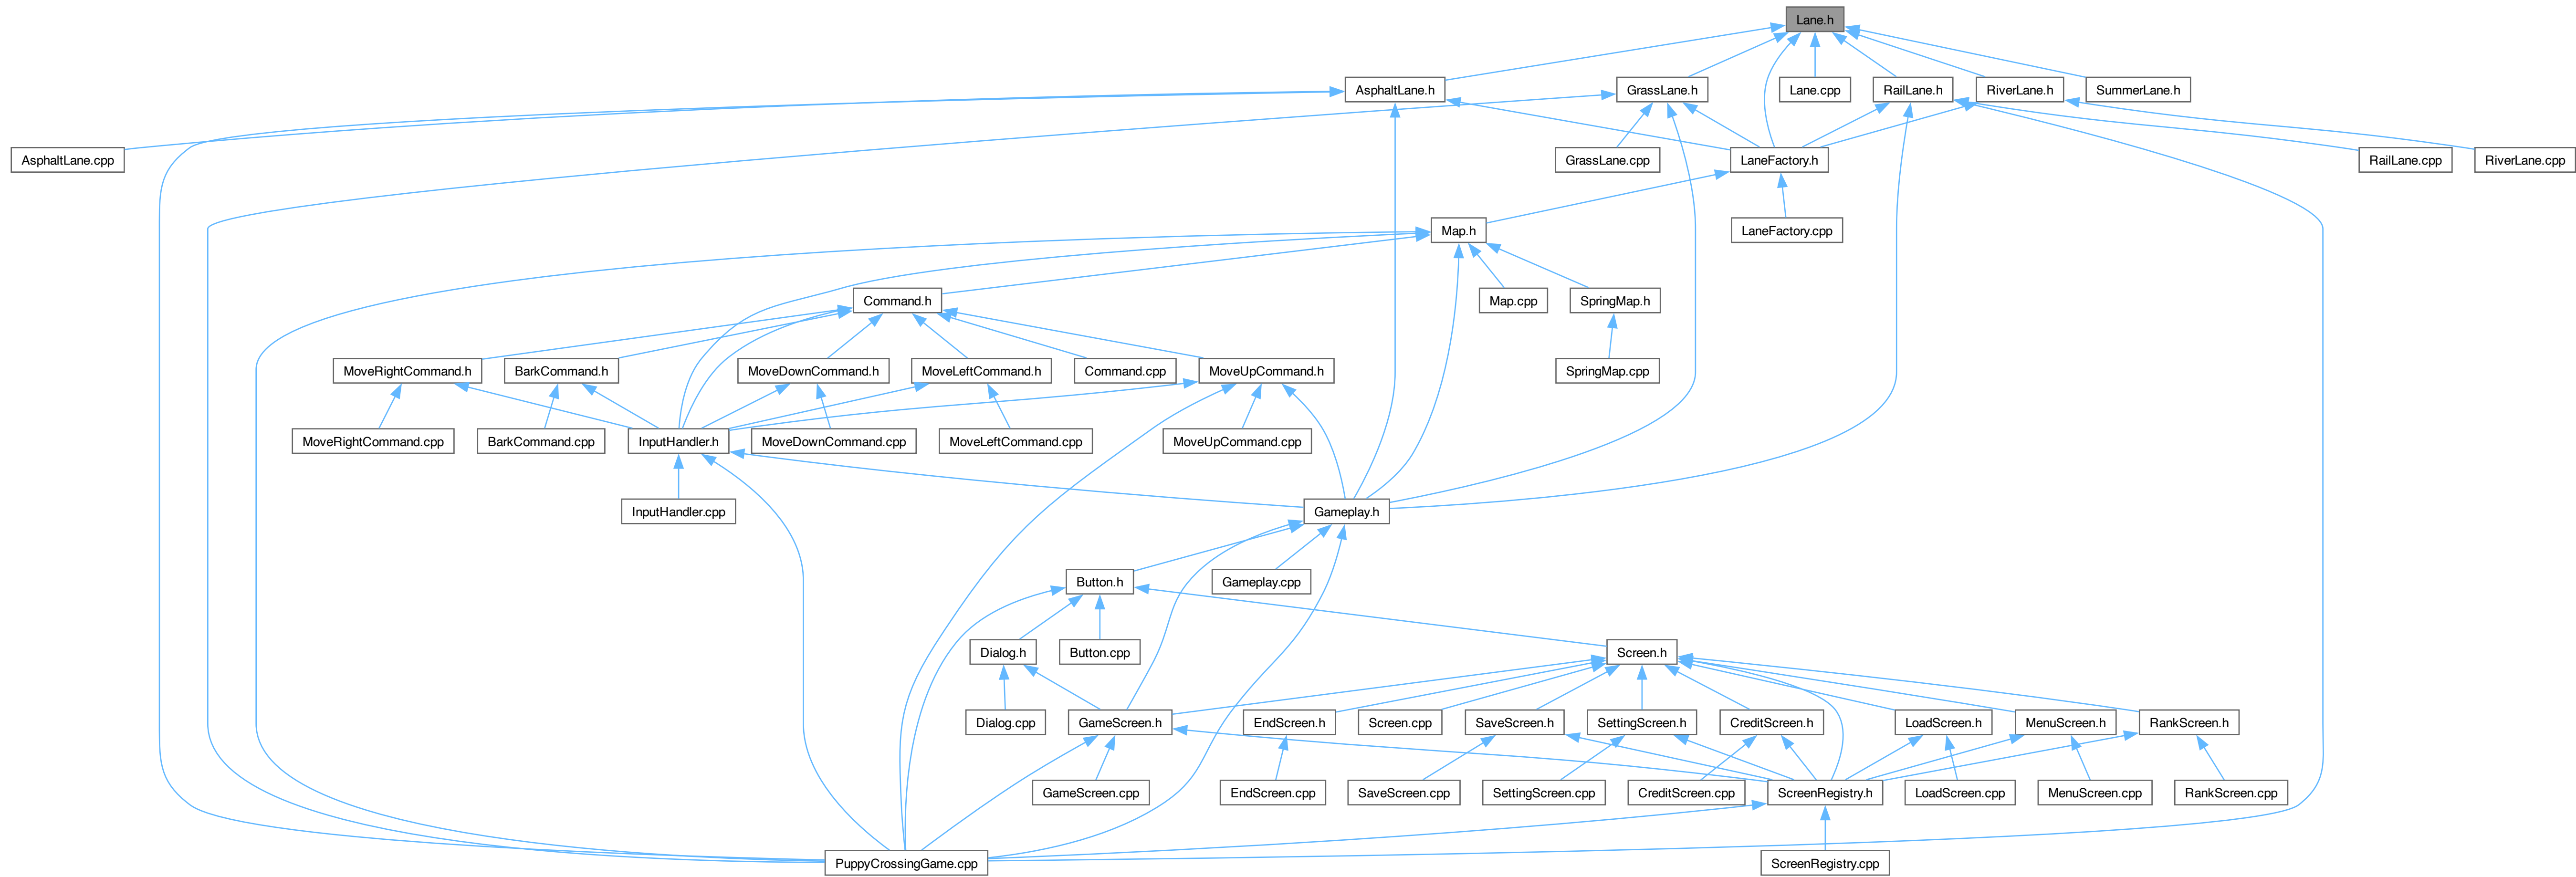 Lane.h
AsphaltLane.h
GrassLane.h
Lane.cpp
RailLane.h
RiverLane.h
SummerLane.h
AsphaltLane.cpp
GrassLane.cpp
LaneFactory.h
RailLane.cpp
RiverLane.cpp
Map.h
LaneFactory.cpp
Command.h
Map.cpp
SpringMap.h
MoveRightCommand.h
BarkCommand.h
MoveDownCommand.h
MoveLeftCommand.h
Command.cpp
MoveUpCommand.h
SpringMap.cpp
MoveRightCommand.cpp
BarkCommand.cpp
InputHandler.h
MoveDownCommand.cpp
MoveLeftCommand.cpp
MoveUpCommand.cpp
InputHandler.cpp
Gameplay.h
Button.h
Gameplay.cpp
Dialog.h
Button.cpp
Screen.h
Dialog.cpp
GameScreen.h
EndScreen.h
Screen.cpp
SaveScreen.h
SettingScreen.h
CreditScreen.h
LoadScreen.h
MenuScreen.h
RankScreen.h
GameScreen.cpp
EndScreen.cpp
SaveScreen.cpp
SettingScreen.cpp
CreditScreen.cpp
ScreenRegistry.h
LoadScreen.cpp
MenuScreen.cpp
RankScreen.cpp
PuppyCrossingGame.cpp
ScreenRegistry.cpp